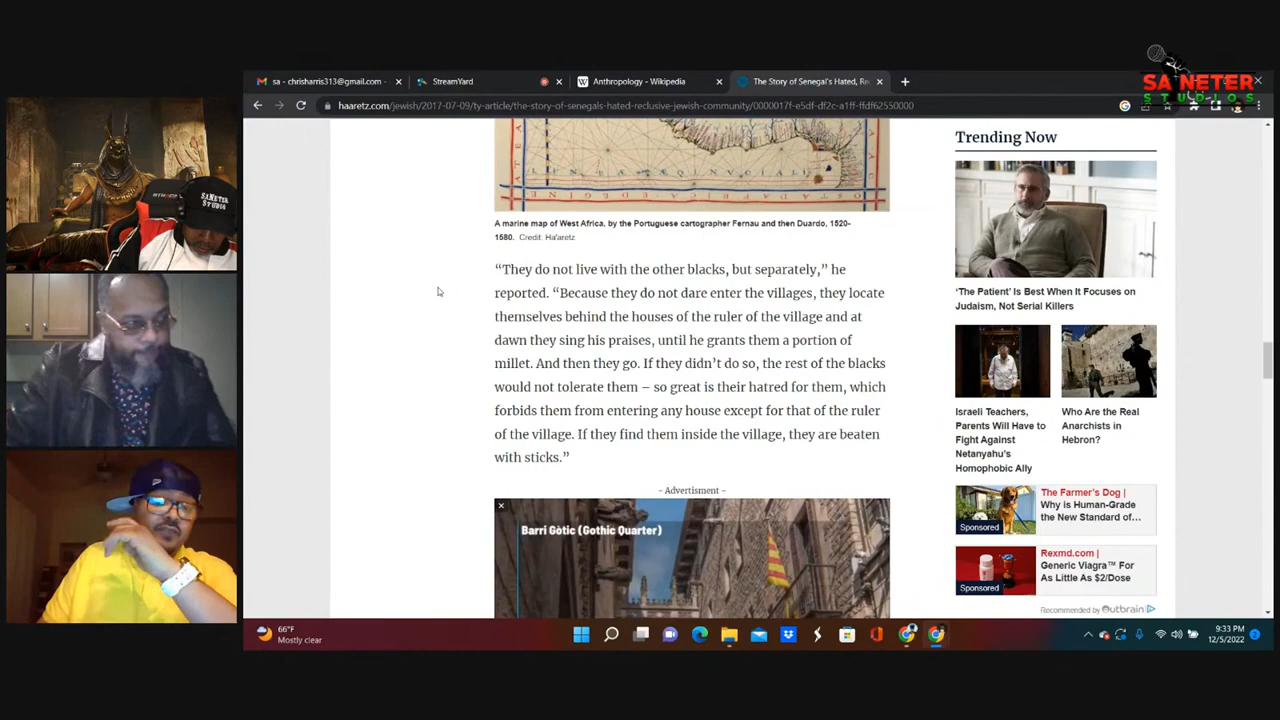 SANETER
STUDIOS
sa - chrisharris313@gmail.com -
StreamYard
Anthropology - Wikipedia
The Story of Senegal's Hated, Re
haaretz.com/jewish/2017-07-09/ty-article/the-story-of-senegals-hated-reclusive-jewish-community/0000017f-e5df-df2c-a1ff-ffdf62550000
A marine map of West Africa, by the Portuguese cartographer Fernau and then Duardo, 1520-
1580. Credit: Ha'aretz
“They do not live with the other blacks, but separately,” he
reported. “Because they do not dare enter the villages, they locate
themselves behind the houses of the ruler of the village and at
dawn they sing his praises, until he grants them a portion of
millet. And then they go. If they didn’t do so, the rest of the blacks
would not tolerate them – so great is their hatred for them, which
forbids them from entering any house except for that of the ruler
of the village. If they find them inside the village, they are beaten
with sticks.”
- Advertisment -
Barri Gòtic (Gothic Quarter)
Trending Now
‘The Patient’ Is Best When It Focuses on
Judaism, Not Serial Killers
Israeli Teachers,
Parents Will Have to
Fight Against
Netanyahu's
Homophobic Ally
Who Are the Real
Anarchists in
Hebron?
Sponsored
The Farmer's Dog |
Why is Human-Grade
the New Standard of...
Sponsored
Rexmd.com |
Generic Viagra™ For
As Little As $2/Dose
Recommended by Outbrain
SANETER
STUDIO
66°F
Mostly clear
9:33 PM
12/5/2022